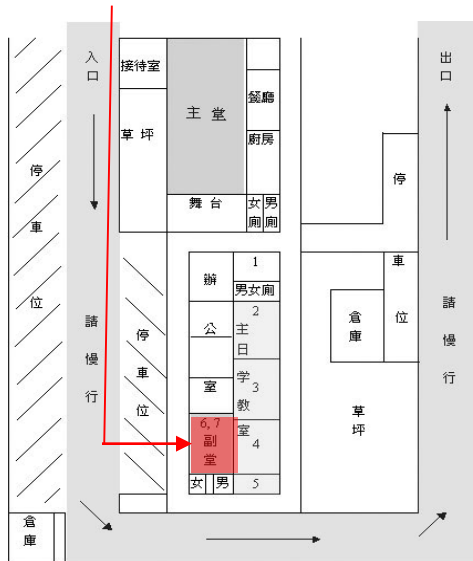 入口
出口
接待室
主堂
餐廳
廚房
草坪
舞台
女廁
男廁
停車位
請慢行
停車位
辦公室
1
男女廁
2
主日学教室
3
6,7
副堂
4
女
男
5
倉庫
停車位
草坪
請慢行
倉庫